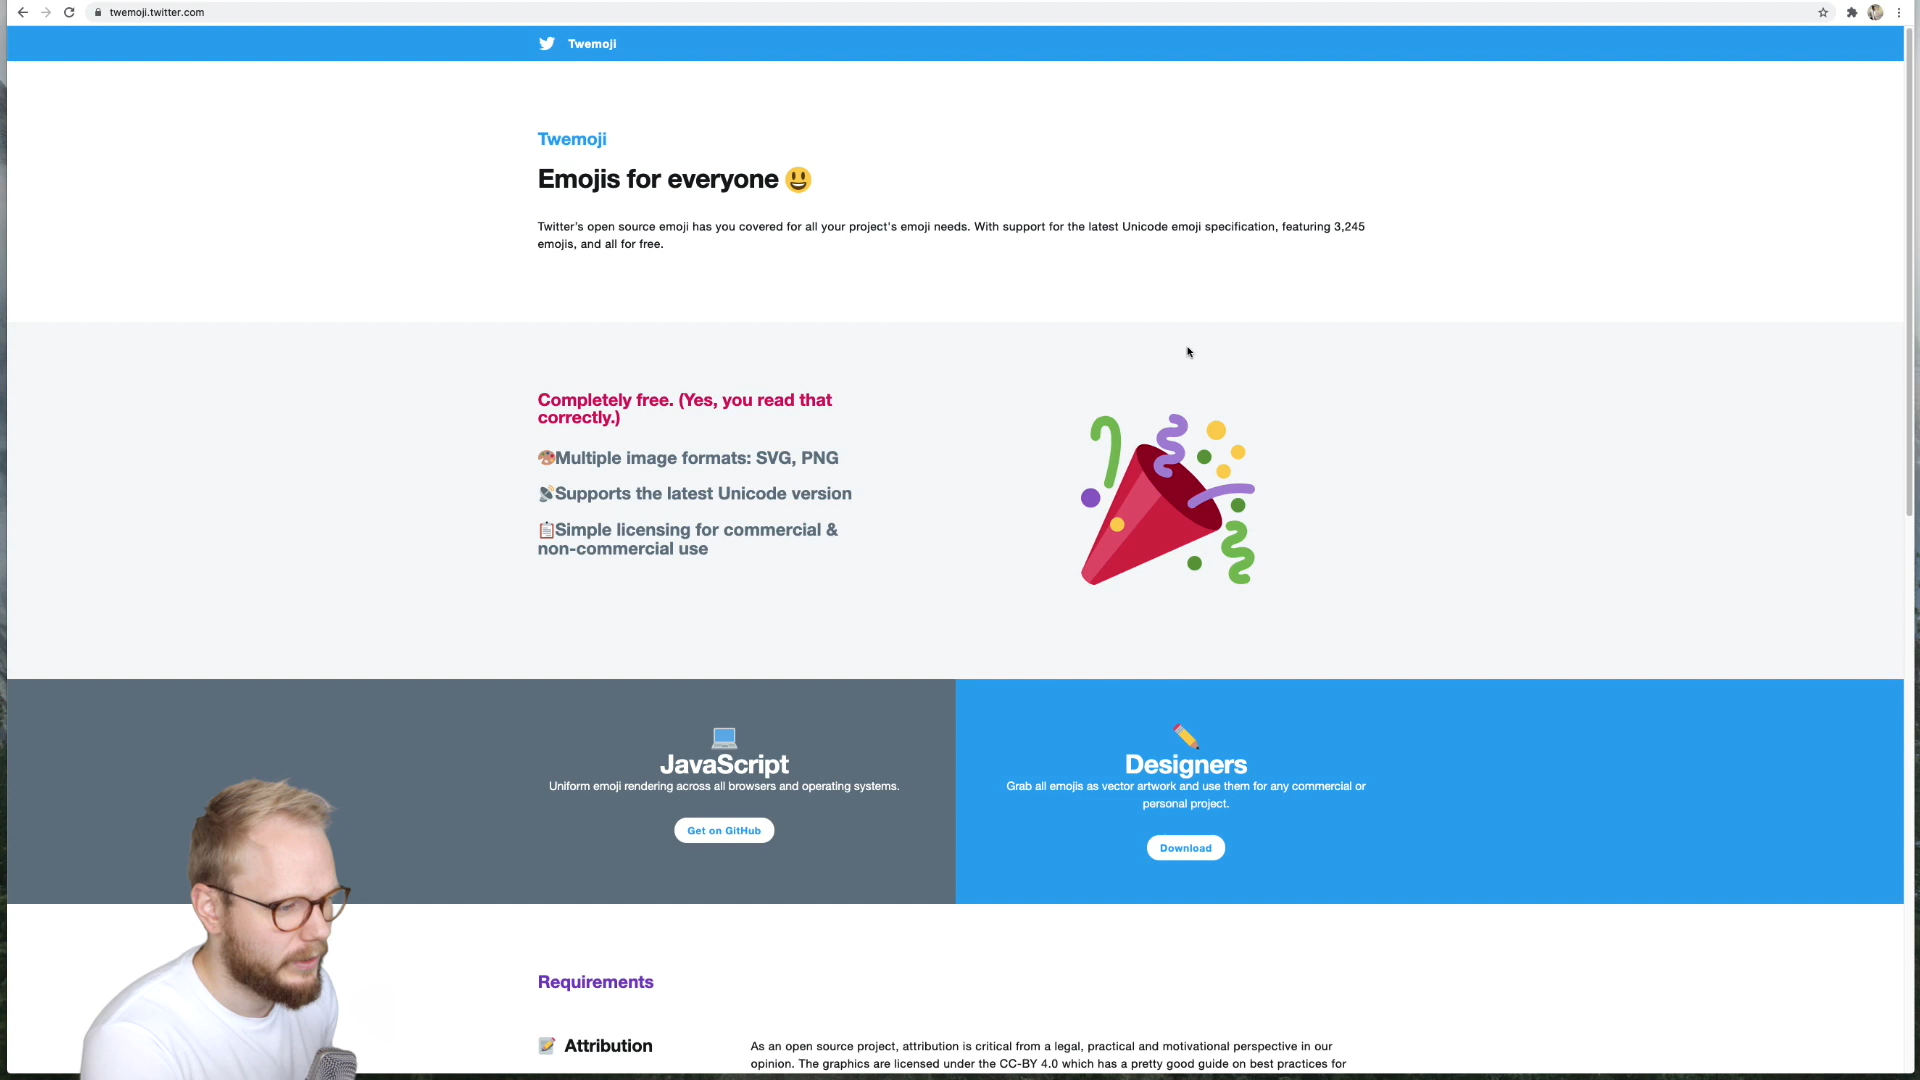 twemoji.twitter.com
Twemoji
Twemoji
Emojis for everyone 😃
Twitter's open source emoji has you covered for all your project's emoji needs. With support for the latest Unicode emoji specification, featuring 3,245
emojis, and all for free.
Completely free. (Yes, you read that
correctly.)
🎨Multiple image formats: SVG, PNG
📡Supports the latest Unicode version
📋Simple licensing for commercial &
non-commercial use
JavaScript
Uniform emoji rendering across all browsers and operating systems.
Get on GitHub
Designers
Grab all emojis as vector artwork and use them for any commercial or
personal project.
Download
Requirements
📝 Attribution
As an open source project, attribution is critical from a legal, practical and motivational perspective in our
opinion. The graphics are licensed under the CC-BY 4.0 which has a pretty good guide on best practices for